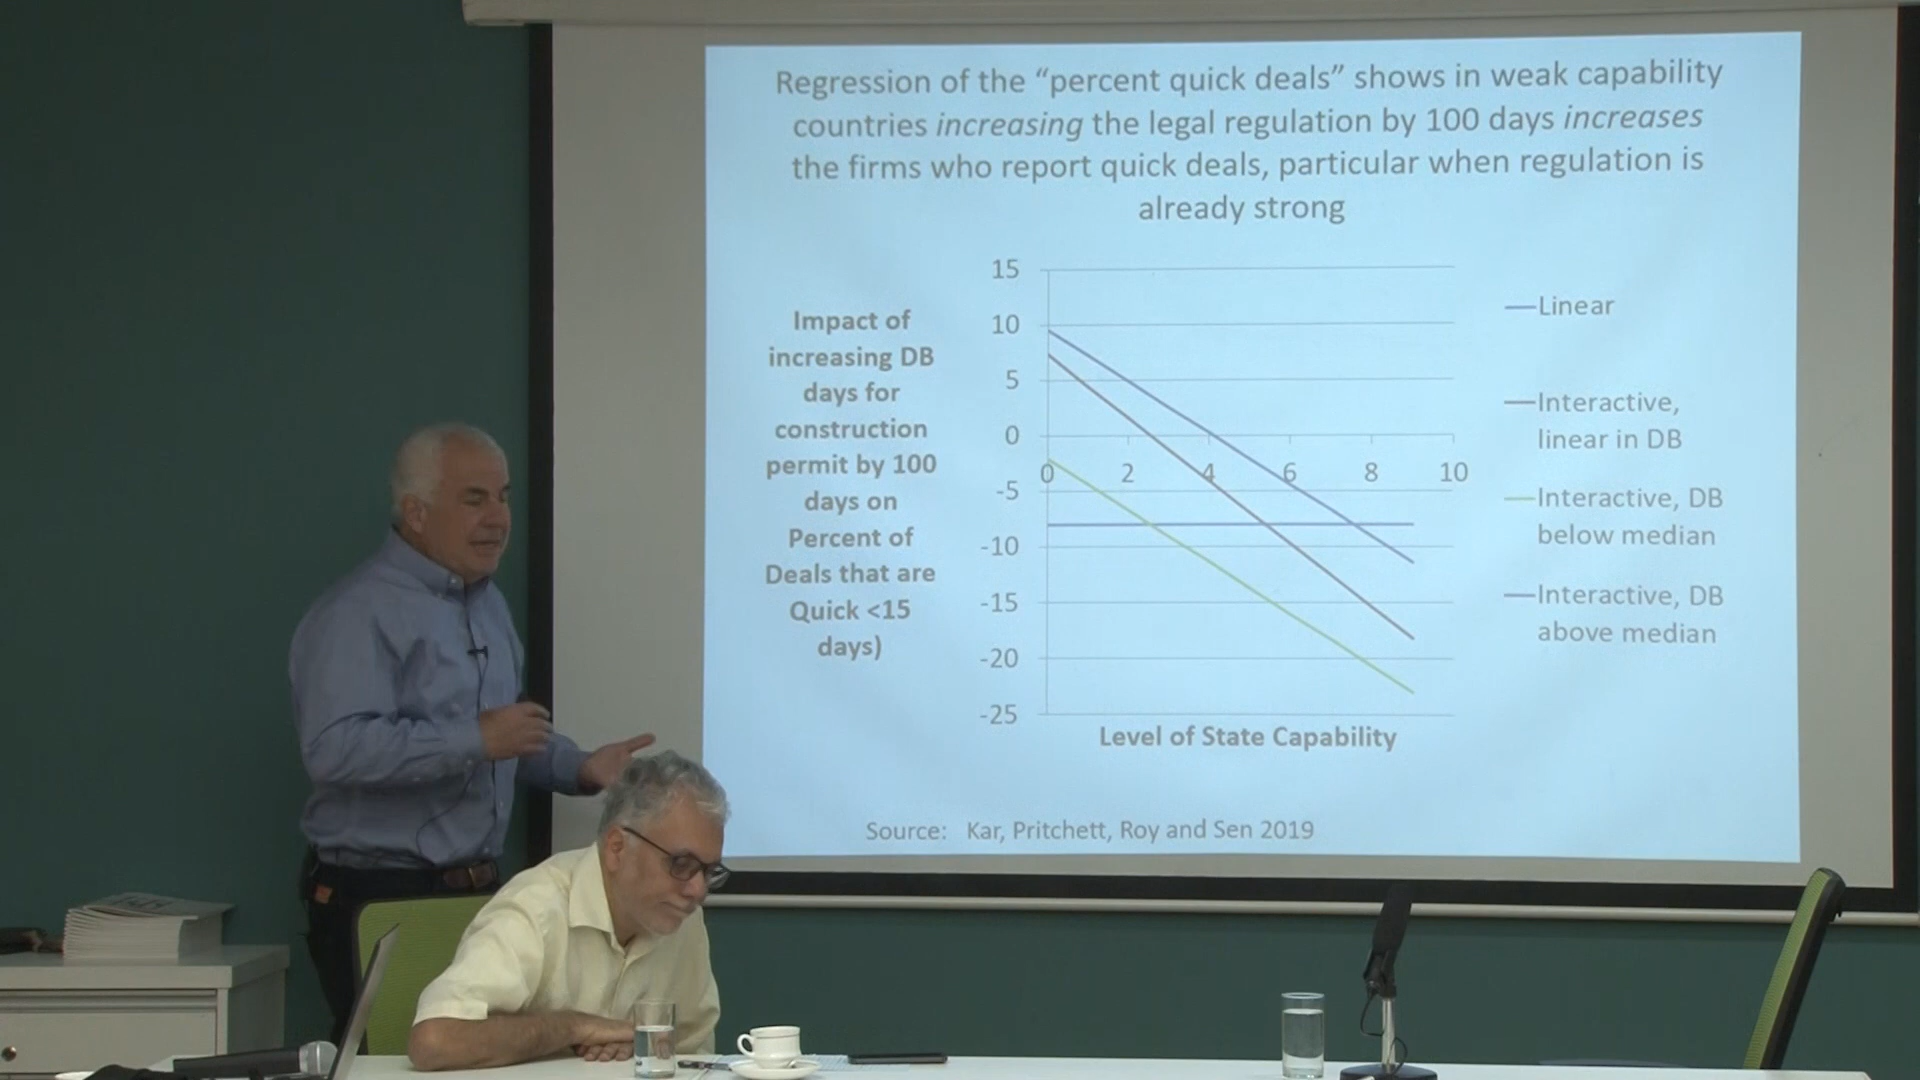 Regression of the “percent quick deals” shows in weak capability
countries increasing the legal regulation by 100 days increases
the firms who report quick deals, particular when regulation is
already strong
Impact of
increasing DB
days for
construction
permit by 100
days on
Percent of
Deals that are
Quick <15
days)
15
10
5
0
-5
-10
-15
-20
-25
0 2 4 6 8 10
Level of State Capability
Linear
Interactive,
linear in DB
Interactive, DB
below median
Interactive, DB
above median
Source: Kar, Pritchett, Roy and Sen 2019